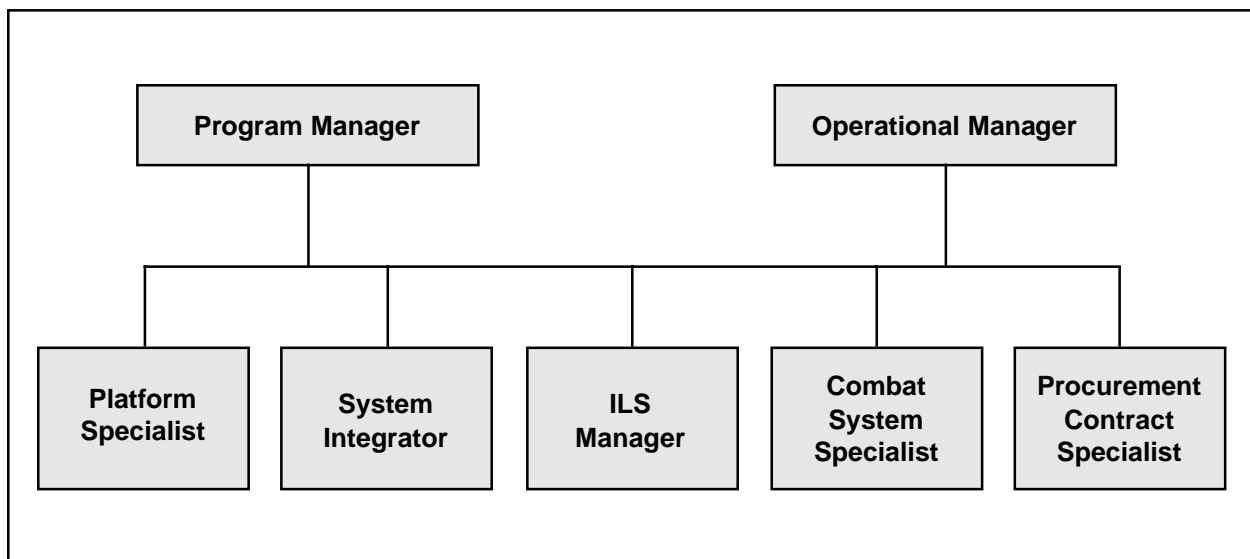 Program Manager
Operational Manager
Platform
Specialist
System
Integrator
ILS
Manager
Combat
System
Specialist
Procurement
Contract
Specialist